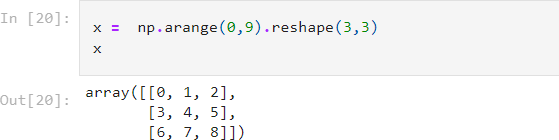 In [20]: x =  np.arange(0,9).reshape(3,3)
x
Out[20]: array([[0, 1, 2],
[3, 4, 5],
[6, 7, 8]])